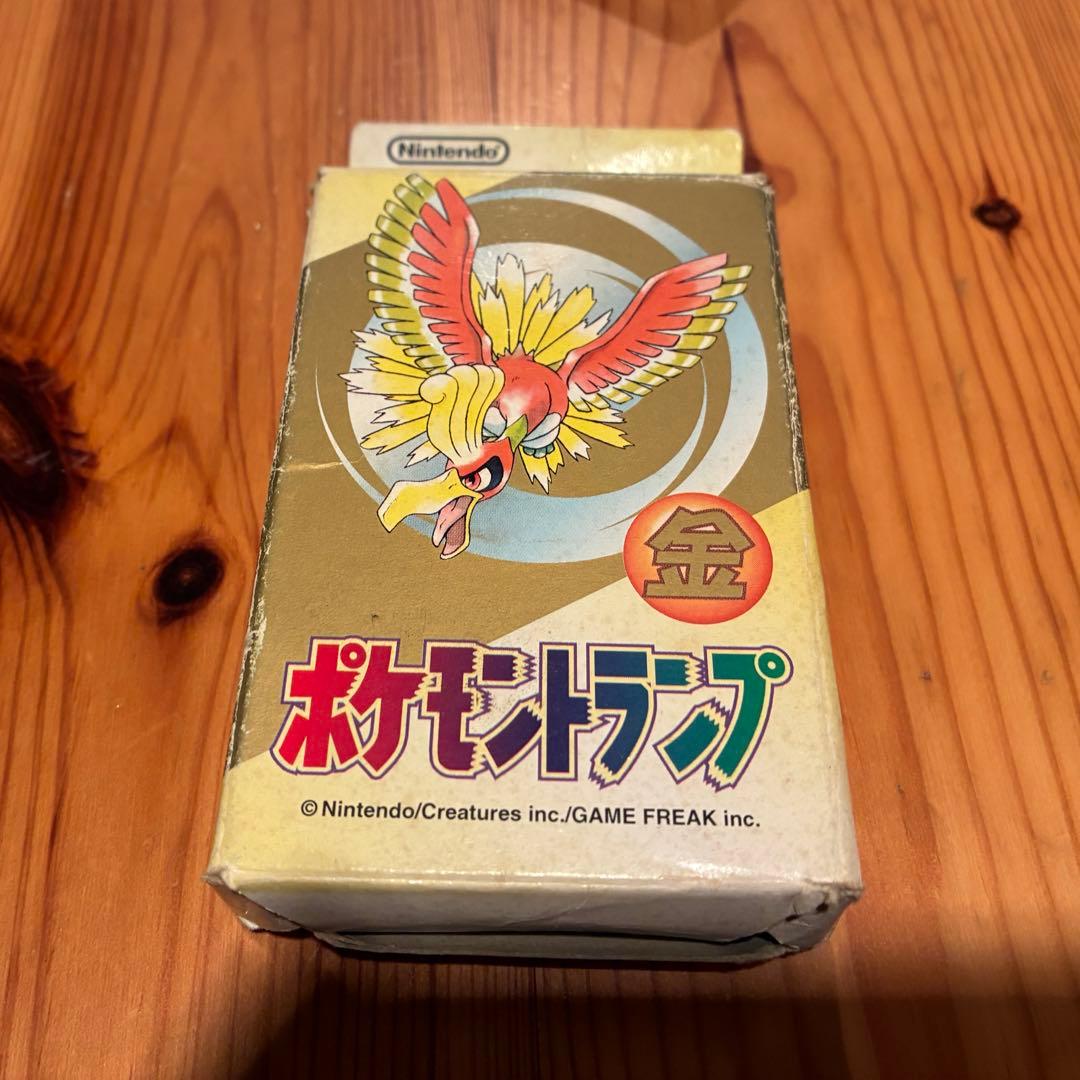 Nintendo
金
ポケモントランプ
©Nintendo/Creatures inc./GAME FREAK inc.